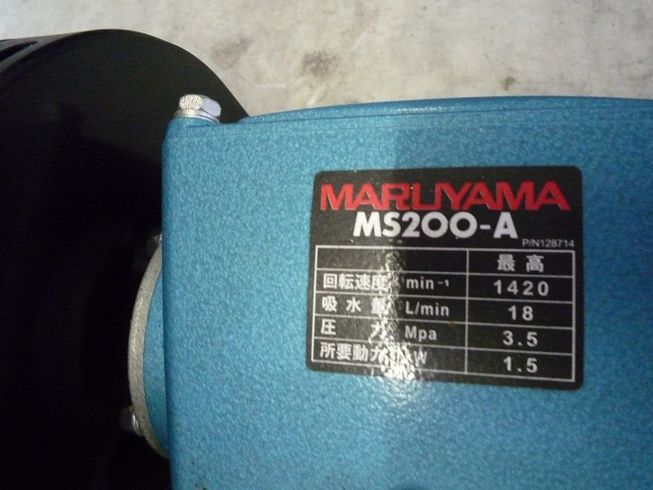 MARUYAMA
MS200-A
P/N128714
最高
回転速度 min⁻¹ 1420
吸水量 L/min 18
圧力 Mpa 3.5
所要動力 W 1.5